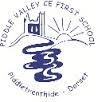 PIDDLE VALLEY CE FIRST SCHOOL
Piddletrenthide - Dorset